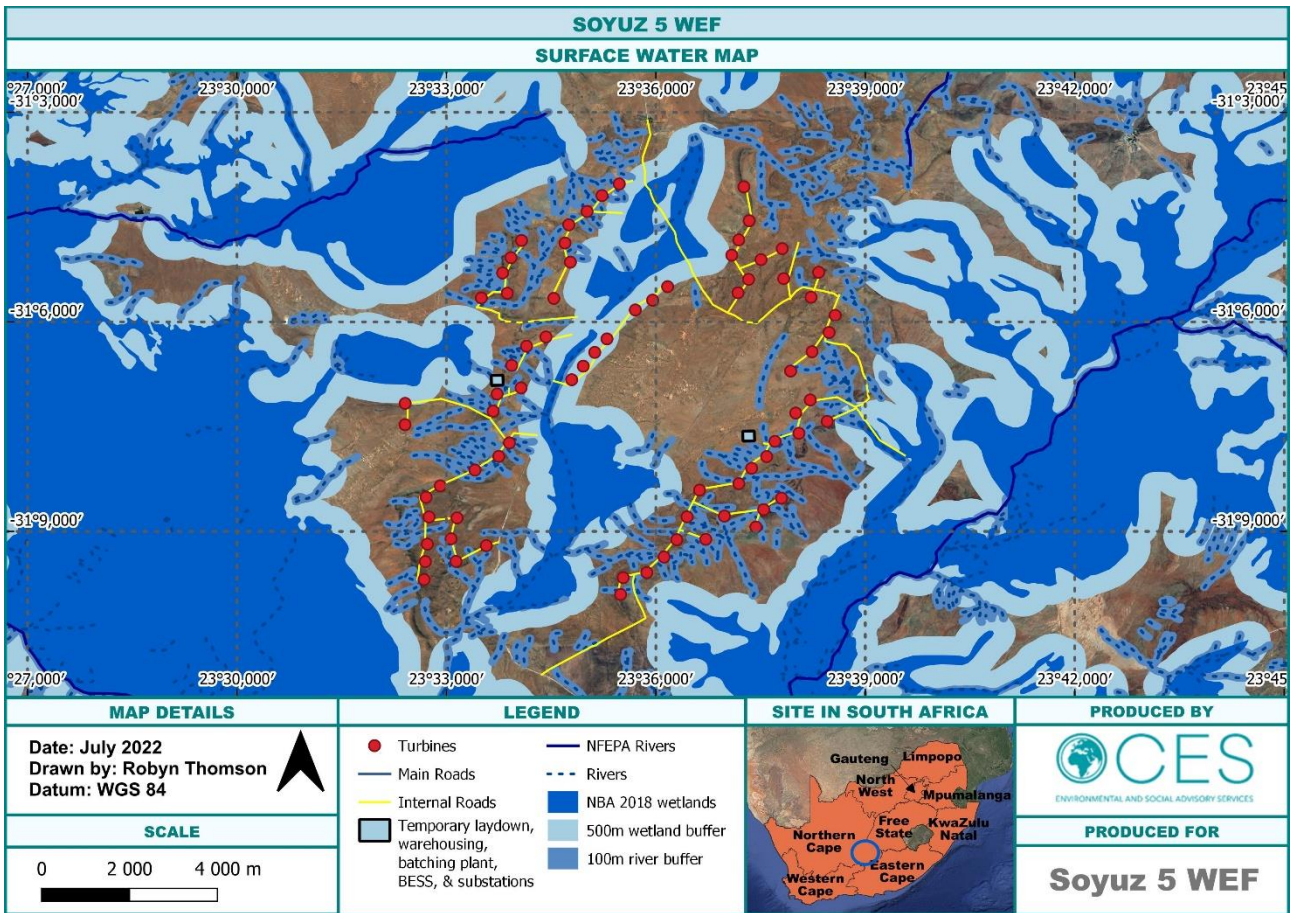 SOYUZ 5 WEF
SURFACE WATER MAP
°27,000′ 23°30,000′ 23°33,000′ 23°36,000′ 23°39,000′ 23°42,000′ 23°45
-31°3,000′ -31°3,000′
-31°6,000′ -31°6,000′
-31°9,000′ -31°9,000′
°27,000′ 23°30,000′ 23°33,000′ 23°36,000′ 23°39,000′ 23°42,000′ 23°45
MAP DETAILS
Date: July 2022
Drawn by: Robyn Thomson
Datum: WGS 84
SCALE
0 2 000 4 000 m
LEGEND
Turbines
Main Roads
Internal Roads
Temporary laydown,
warehousing,
batching plant,
BESS, & substations
NFEPA Rivers
Rivers
NBA 2018 wetlands
500m wetland buffer
100m river buffer
SITE IN SOUTH AFRICA
Gauteng
Limpopo
North
West
Mpumalanga
Free
State
KwaZulu
Natal
Northern
Cape
Eastern
Cape
Western
Cape
PRODUCED BY
CES
ENVIRONMENTAL AND SOCIAL ADVISORY SERVICES
PRODUCED FOR
Soyuz 5 WEF